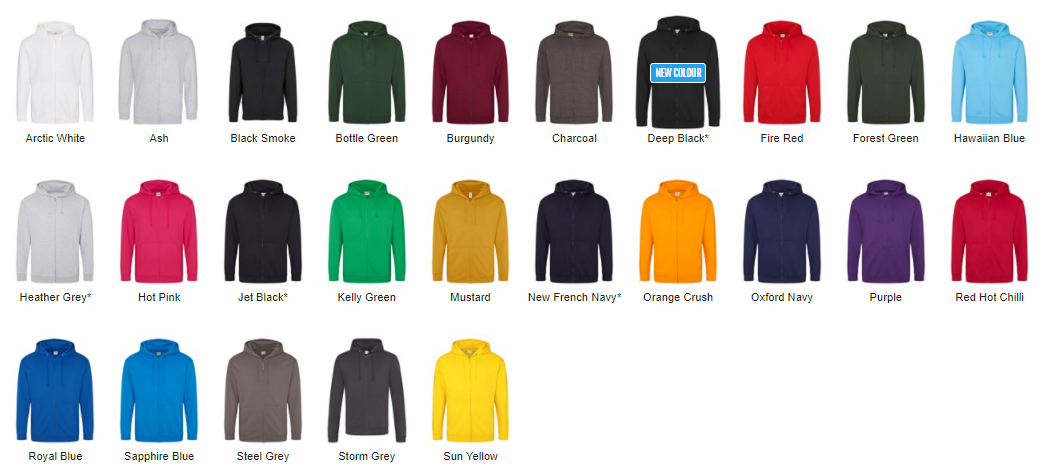 NEW COLOUR
Arctic White
Ash
Black Smoke
Bottle Green
Burgundy
Charcoal
Deep Black*
Fire Red
Forest Green
Hawaiian Blue
Heather Grey*
Hot Pink
Jet Black*
Kelly Green
Mustard
New French Navy*
Orange Crush
Oxford Navy
Purple
Red Hot Chilli
Royal Blue
Sapphire Blue
Steel Grey
Storm Grey
Sun Yellow